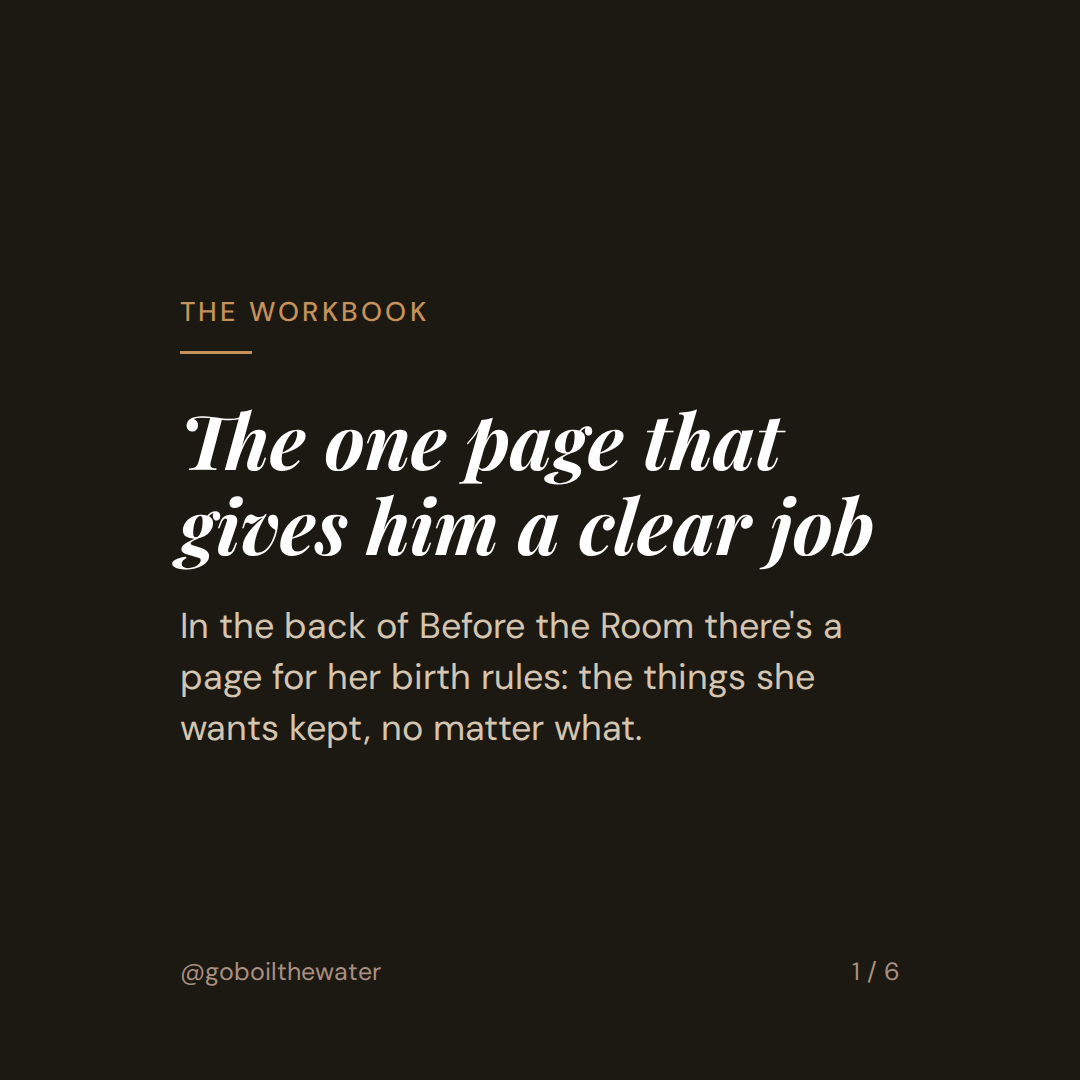 THE WORKBOOK
The one page that
gives him a clear job
In the back of Before the Room there's a
page for her birth rules: the things she
wants kept, no matter what.
@goboilthewater
1 / 6